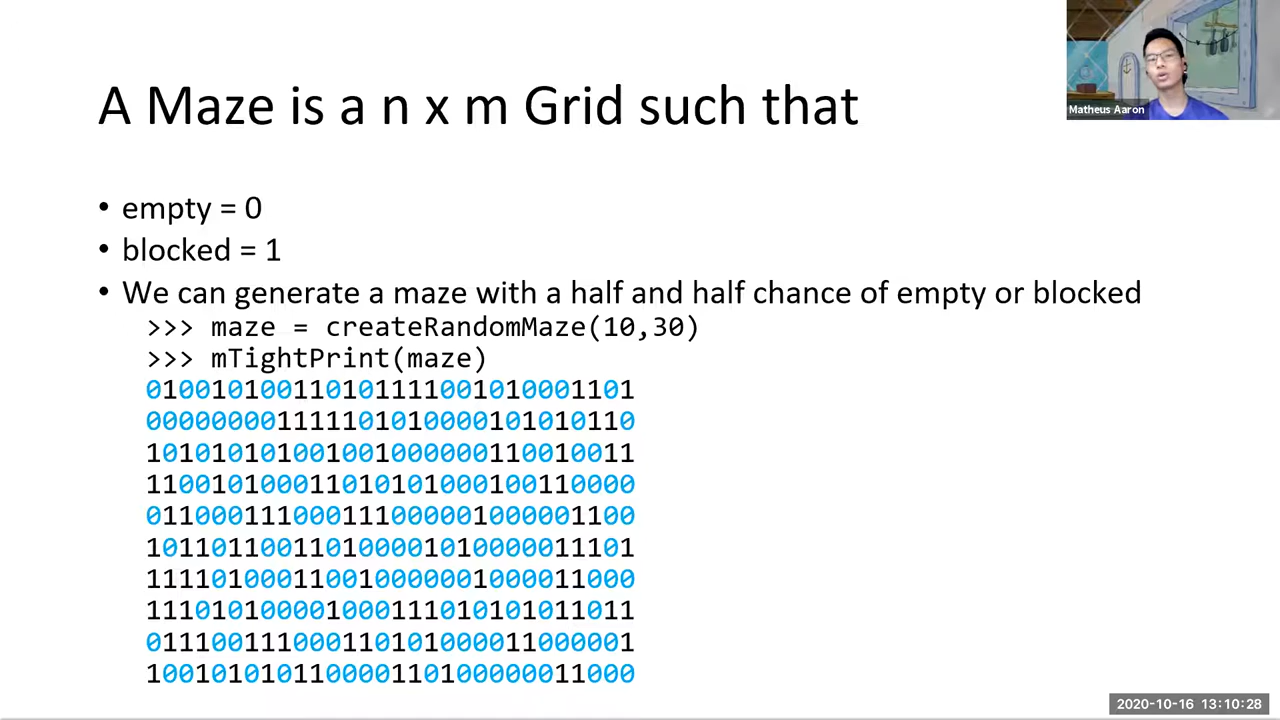 A Maze is a n x m Grid such that
Matheus Aaron
• empty = 0
• blocked = 1
• We can generate a maze with a half and half chance of empty or blocked
>>> maze = createRandomMaze(10,30)
>>> mTightPrint(maze)
010010100110101111001010001101
000000001111101010000101010110
101010101001001000000110010011
110010100011010101000100110000
011000111000111000001000001100
101101100110100001010000011101
111101000110010000001000011000
111010100001000111010101011011
011100111000110101000011000001
100101010110000110100000011000
2020-10-16 13:10:28